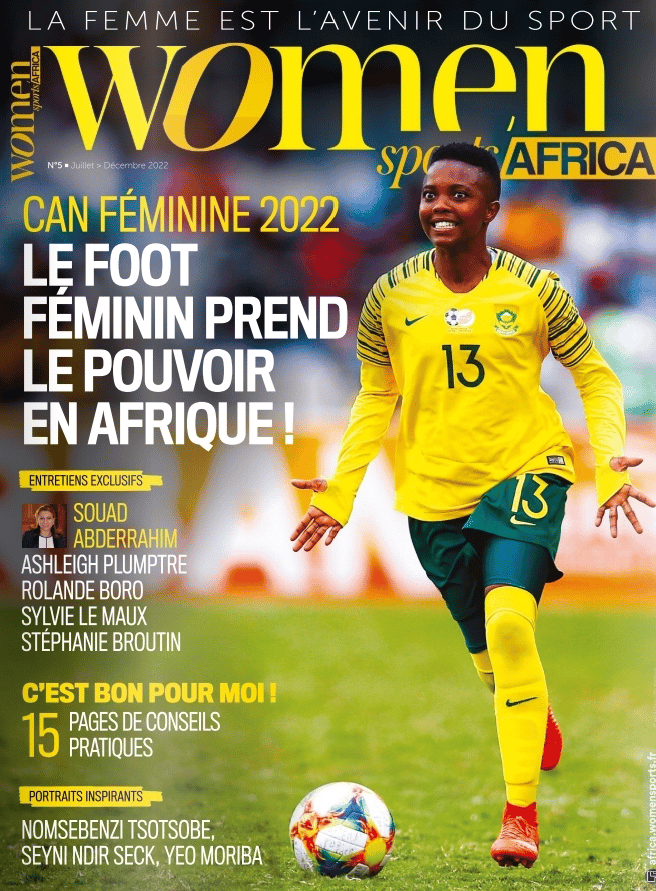 LA FEMME EST L'AVENIR DU SPORT
women
sports AFRICA
women
sports AFRICA
N°5 ■ Juillet > Décembre 2022
CAN FÉMININE 2022
LE FOOT
FÉMININ PREND
LE POUVOIR
EN AFRIQUE !
13
13
ENTRETIENS EXCLUSIFS
SOUAD
ABDERRAHIM
ASHLEIGH PLUMPTRE
ROLANDE BORO
SYLVIE LE MAUX
STÉPHANIE BROUTIN
C'EST BON POUR MOI !
15 PAGES DE CONSEILS
PRATIQUES
PORTRAITS INSPIRANTS
NOMSEBENZI TSOTSOBE,
SEYNI NDIR SECK, YEO MORIBA
africa.womensports.fr